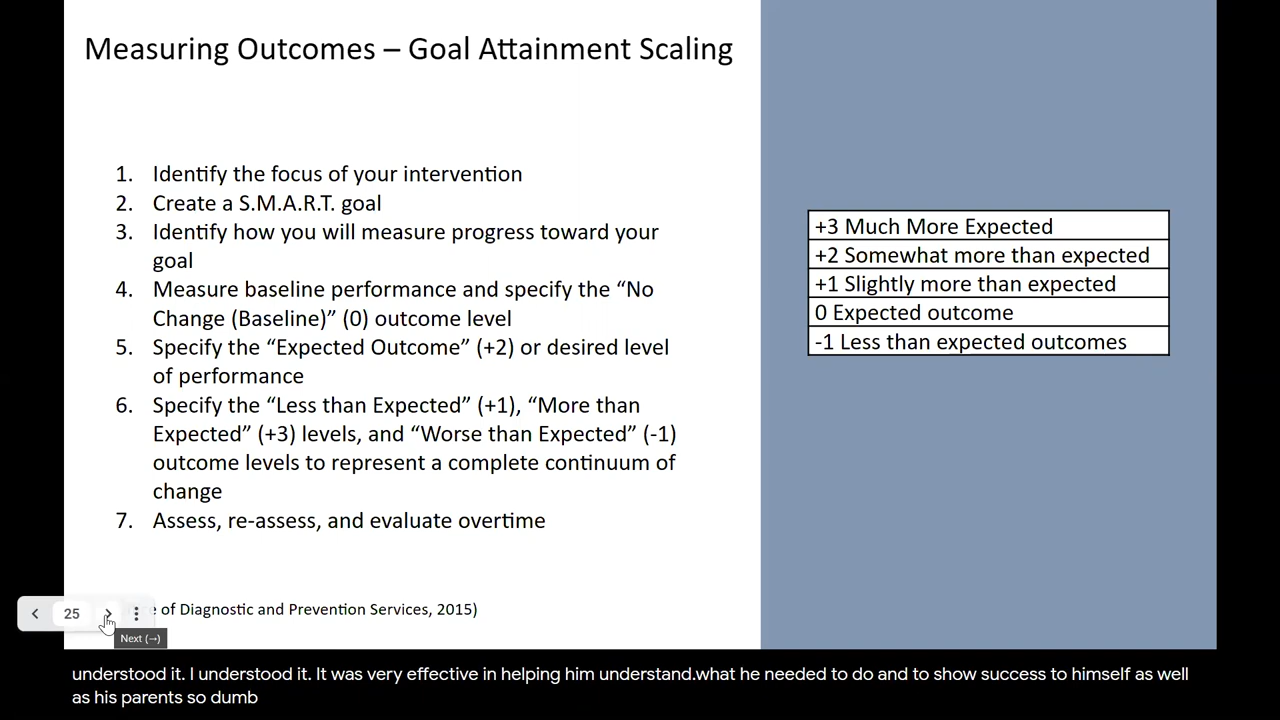 Measuring Outcomes – Goal Attainment Scaling
1. Identify the focus of your intervention
2. Create a S.M.A.R.T. goal
3. Identify how you will measure progress toward your
goal
4. Measure baseline performance and specify the “No
Change (Baseline)” (0) outcome level
5. Specify the “Expected Outcome” (+2) or desired level
of performance
6. Specify the “Less than Expected” (+1), “More than
Expected” (+3) levels, and “Worse than Expected” (-1)
outcome levels to represent a complete continuum of
change
7. Assess, re-assess, and evaluate overtime
+3 Much More Expected
+2 Somewhat more than expected
+1 Slightly more than expected
0 Expected outcome
-1 Less than expected outcomes
of Diagnostic and Prevention Services, 2015)
25
Next (→)
understood it. I understood it. It was very effective in helping him understand.what he needed to do and to show success to himself as well
as his parents so dumb